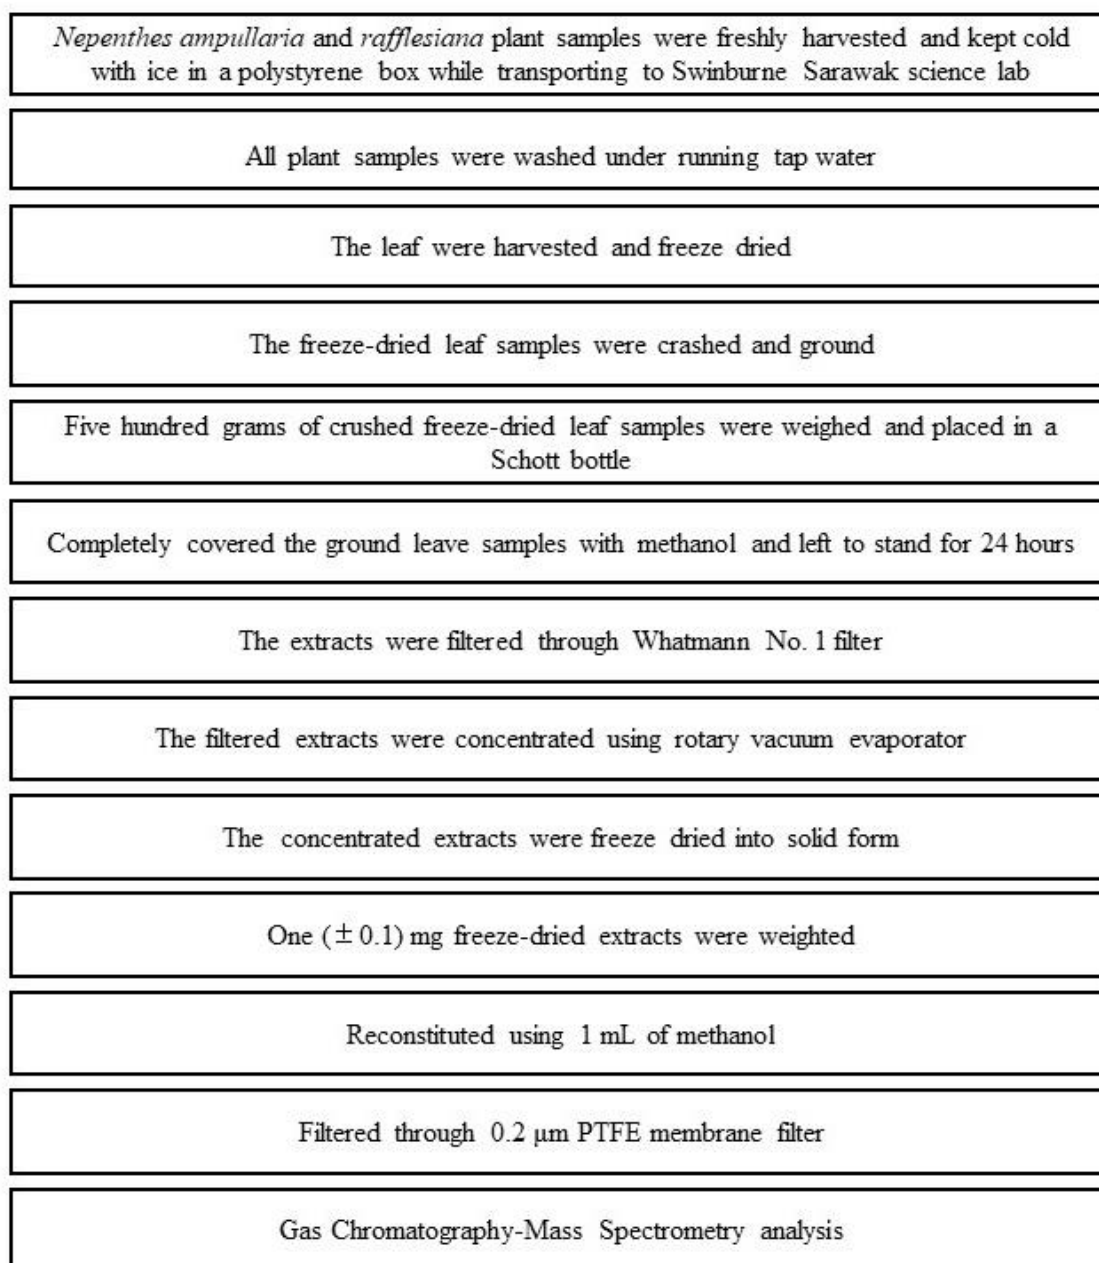 Nepenthes ampullaria and rafflesiana plant samples were freshly harvested and kept cold
with ice in a polystyrene box while transporting to Swinburne Sarawak science lab
All plant samples were washed under running tap water
The leaf were harvested and freeze dried
The freeze-dried leaf samples were crashed and ground
Five hundred grams of crushed freeze-dried leaf samples were weighed and placed in a
Schott bottle
Completely covered the ground leave samples with methanol and left to stand for 24 hours
The extracts were filtered through Whatmann No. 1 filter
The filtered extracts were concentrated using rotary vacuum evaporator
The concentrated extracts were freeze dried into solid form
One (± 0.1) mg freeze-dried extracts were weighted
Reconstituted using 1 mL of methanol
Filtered through 0.2 μm PTFE membrane filter
Gas Chromatography-Mass Spectrometry analysis